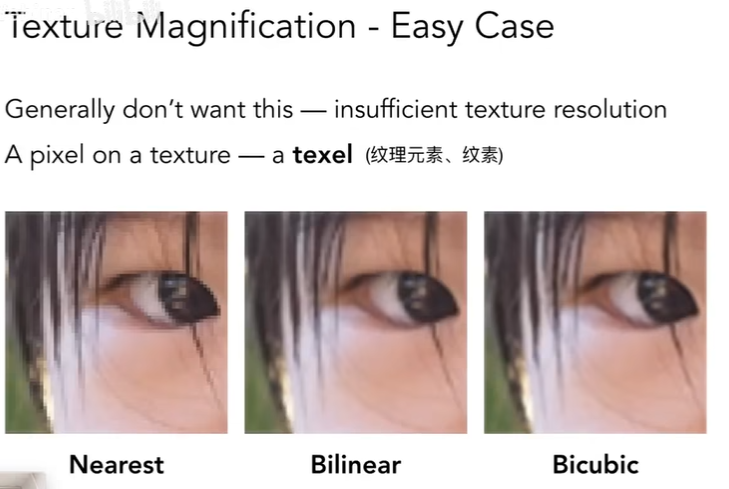 Texture Magnification - Easy Case
Generally don't want this — insufficient texture resolution
A pixel on a texture — a texel (纹理元素、纹素)
Nearest
Bilinear
Bicubic